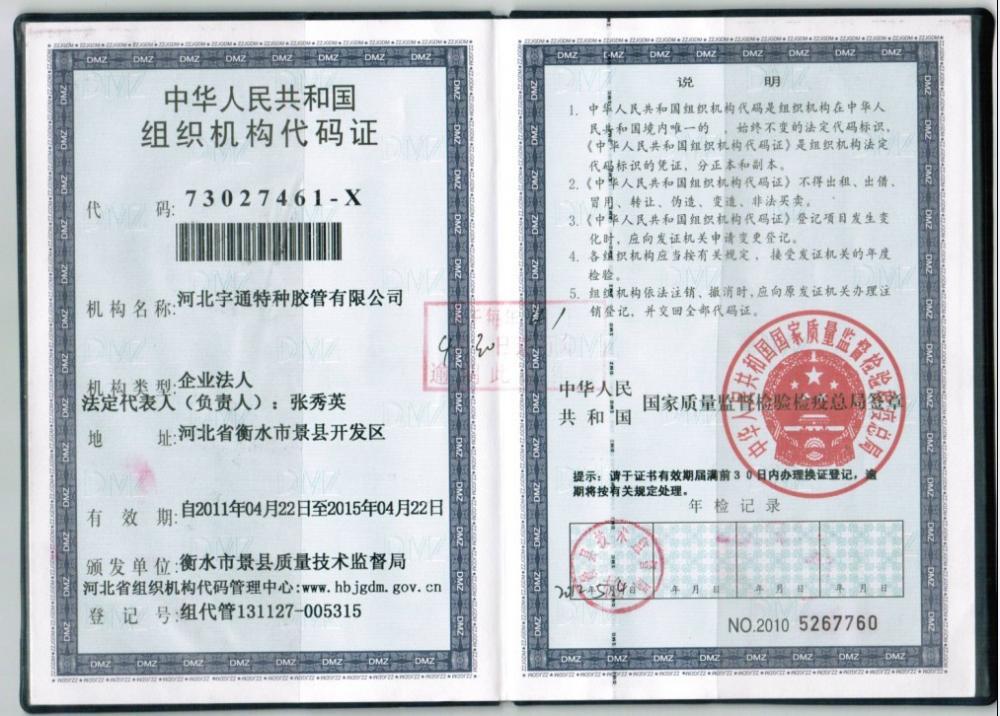 中华人民共和国
组织机构代码证
代 码: 73027461-X
机构名称: 河北宇通特种胶管有限公司
机构类型: 企业法人
法定代表人（负责人）：张秀英
地 址: 河北省衡水市景县开发区
有 效 期: 自2011年04月22日至2015年04月22日
颁发单位: 衡水市景县质量技术监督局
河北省组织机构代码管理中心:www.hbjgdm.gov.cn
登 记 号: 组代管131127-005315
说 明
1. 中华人民共和国组织机构代码是组织机构在中华人
民共和国境内唯一的、始终不变的法定代码标识，
《中华人民共和国组织机构代码证》是组织机构法定
代码标识的凭证，分正本和副本。
2.《中华人民共和国组织机构代码证》不得出租、出借、
冒用、转让、伪造、变造、非法买卖。
3.《中华人民共和国组织机构代码证》登记项目发生变
化时，应向发证机关申请变更登记。
4. 各组织机构应当按有关规定，接受发证机关的年度
检验。
5. 组织机构依法注销、撤消时，应向原发证机关办理注
销登记，并交回全部代码证。
中华人民
共和国 国家质量监督检验检疫总局签章
中华人民共和国国家质量监督检验检疫总局
提示：请于证书有效期届满前30日内办理换证登记，逾
期将按有关规定处理。
年检记录
年 月 日 年 月 日 年 月 日 年 月 日
NO.2010 5267760